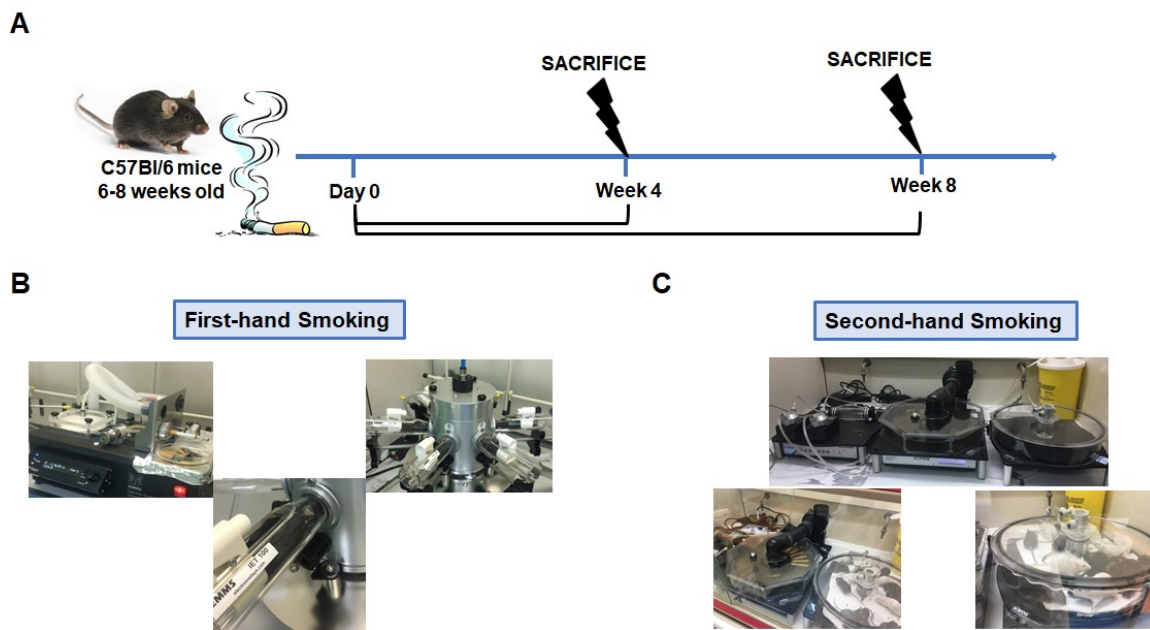 A
SACRIFICE
SACRIFICE
C57Bl/6 mice
6-8 weeks old
Day 0
Week 4
Week 8
B
First-hand Smoking
C
Second-hand Smoking
EMMS
IET 100